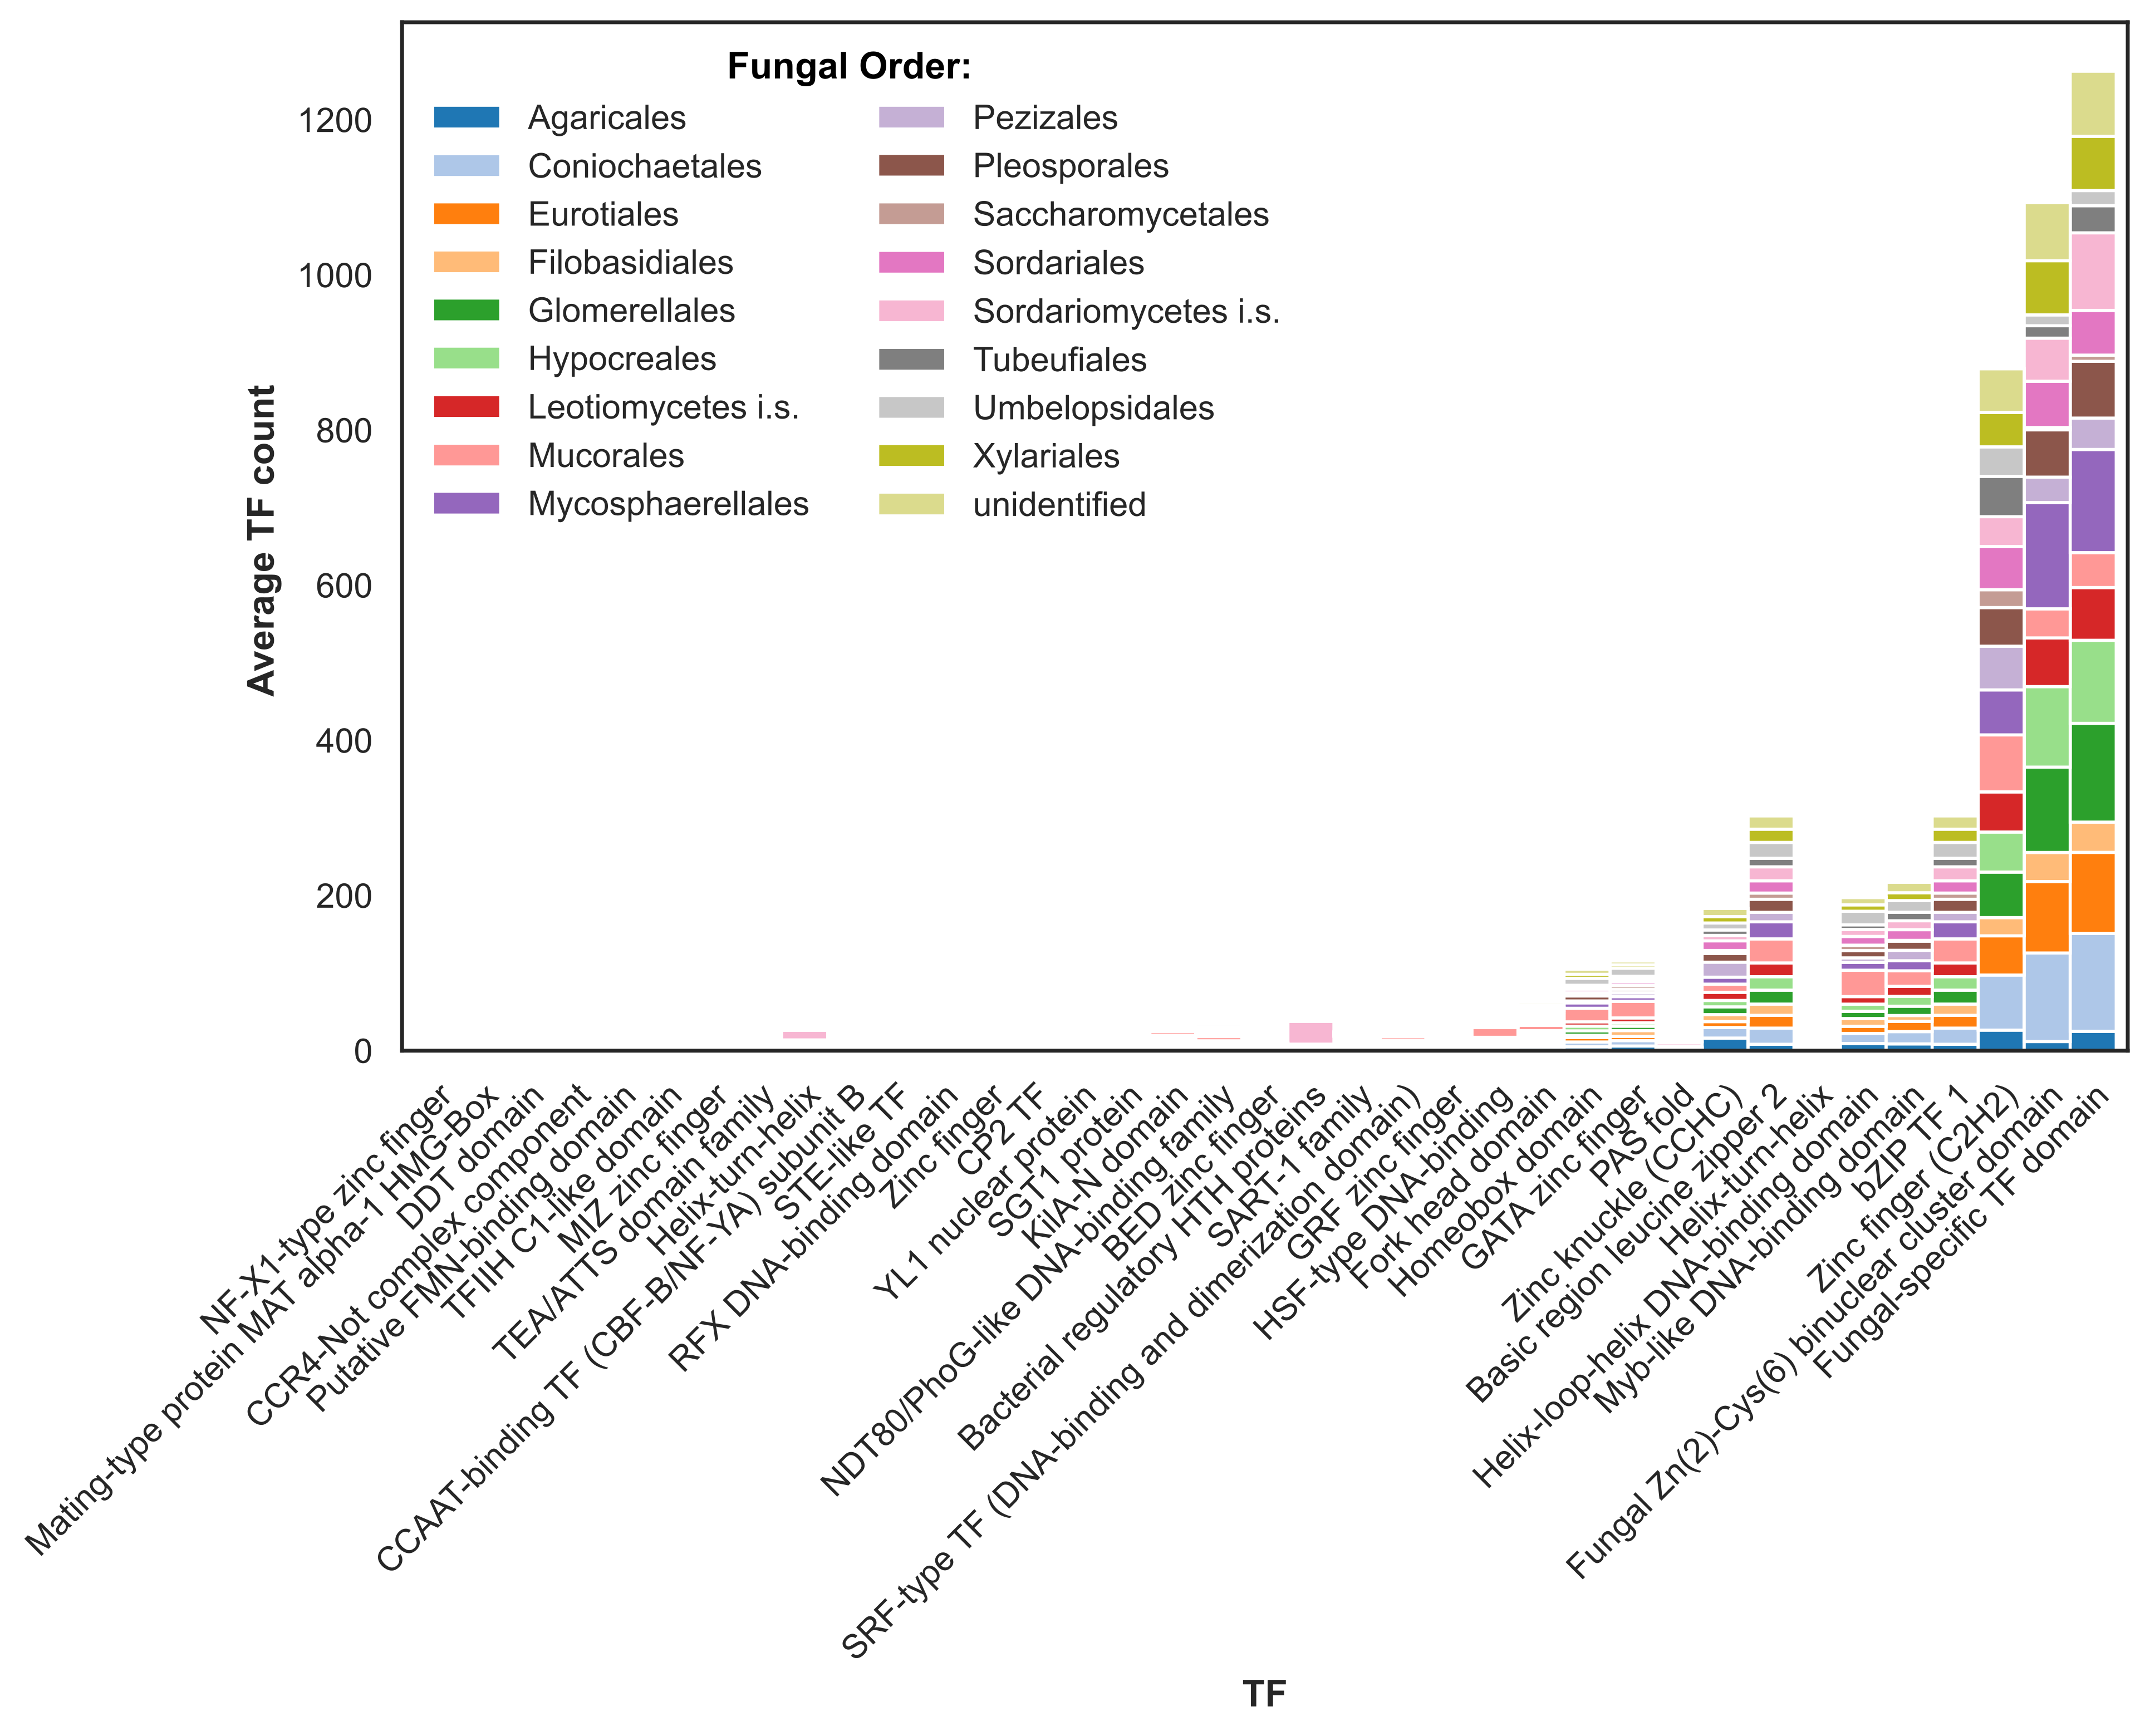 Fungal Order:
Agaricales
Coniochaetales
Eurotiales
Filobasidiales
Glomerellales
Hypocreales
Leotiomycetes i.s.
Mucorales
Mycosphaerellales
Pezizales
Pleosporales
Saccharomycetales
Sordariales
Sordariomycetes i.s.
Tubeufiales
Umbelopsidales
Xylariales
unidentified
Average TF count
1200
1000
800
600
400
200
0
NF-X1-type zinc finger
Mating-type protein MAT alpha-1 HMG-Box
DDT domain
CCR4-Not complex component
Putative FMN-binding domain
TFIIH C1-like domain
MIZ zinc finger
TEA/ATTS domain family
Helix-turn-helix
CCAAT-binding TF (CBF-B/NF-YA) subunit B
STE-like TF
RFX DNA-binding domain
Zinc finger
CP2 TF
YL1 nuclear protein
SGT1 protein
KilA-N domain
NDT80/PhoG-like DNA-binding family
BED zinc finger
Bacterial regulatory HTH proteins
SART-1 family
SRF-type TF (DNA-binding and dimerization domain)
GRF zinc finger
HSF-type DNA-binding
Fork head domain
Homeobox domain
GATA zinc finger
PAS fold
Zinc knuckle (CCHC)
Basic region leucine zipper 2
Helix-turn-helix
Helix-loop-helix DNA-binding domain
Myb-like DNA-binding domain
bZIP TF 1
Zinc finger (C2H2)
Fungal Zn(2)-Cys(6) binuclear cluster domain
Fungal-specific TF domain
TF